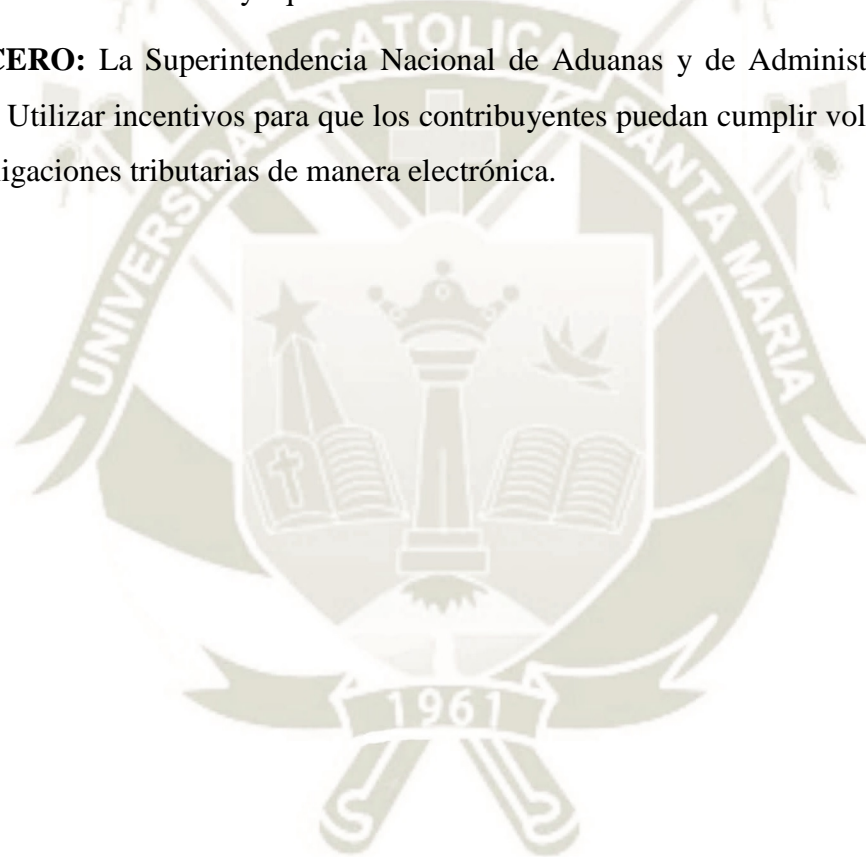 CERO: La Superintendencia Nacional de Aduanas y de Administ
Utilizar incentivos para que los contribuyentes puedan cumplir vol
ligaciones tributarias de manera electrónica.
UNIVERSIDAD CATOLICA SANTA MARIA
1961